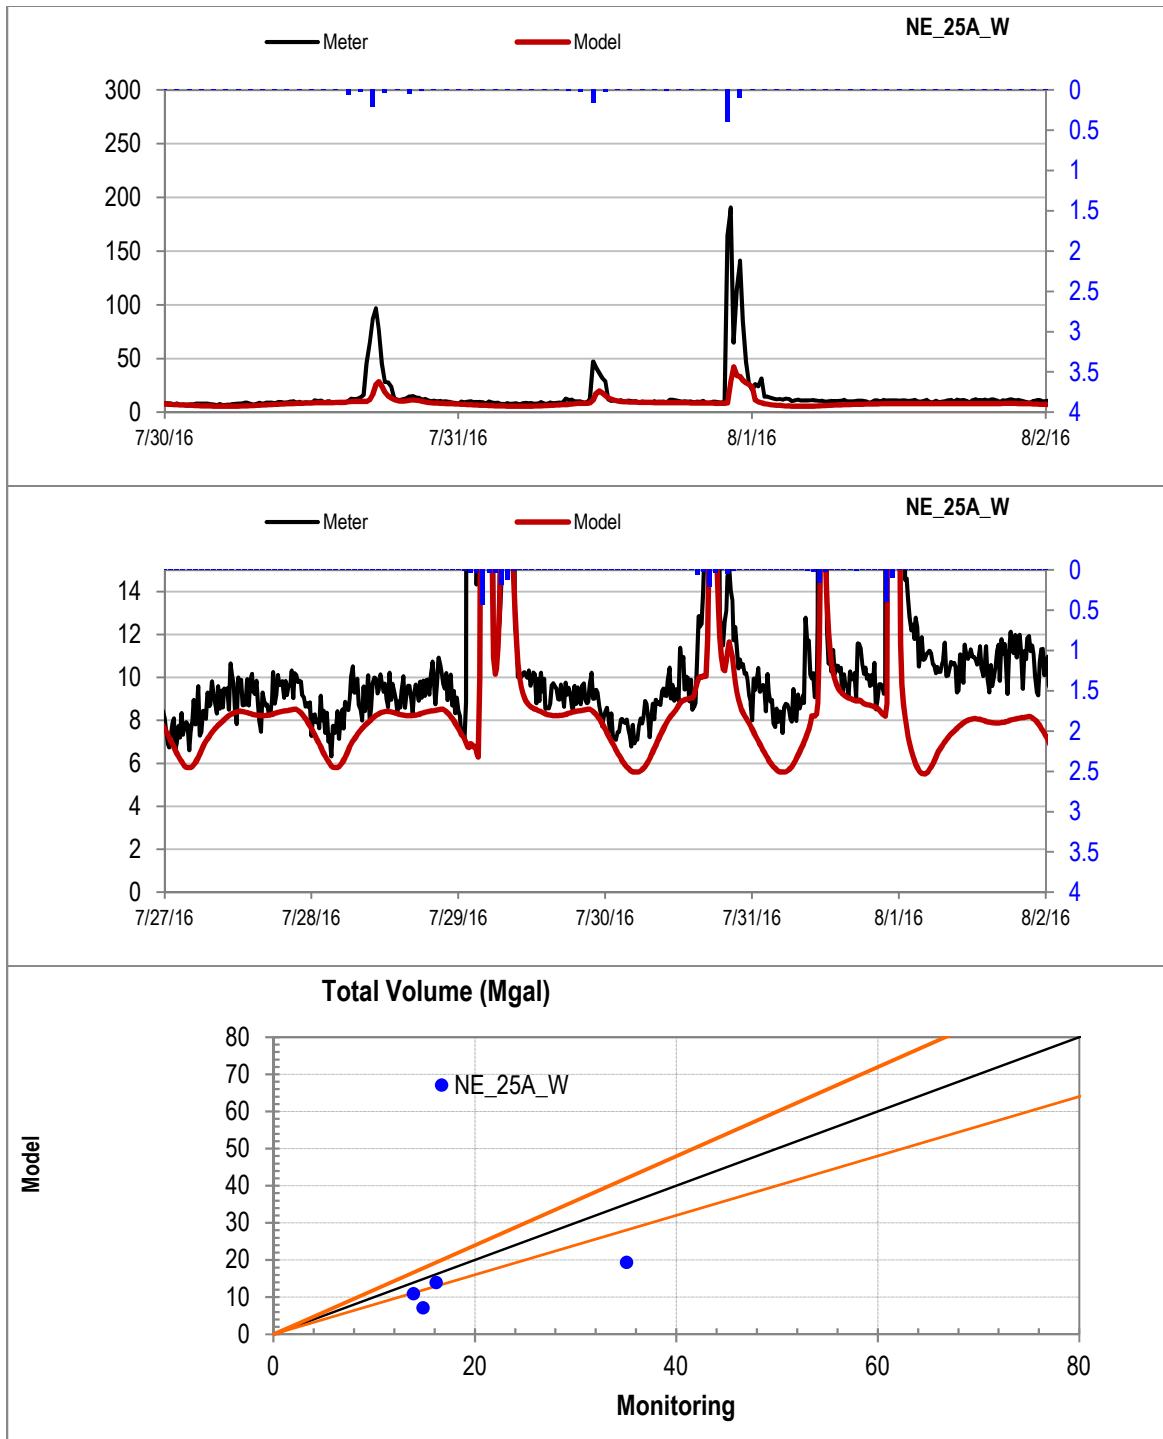 NE_25A_W
Meter Model
300 0
250 0.5
200 1
150 1.5
100 2
50 2.5
0 3
3.5
4
7/30/16 7/31/16 8/1/16 8/2/16
NE_25A_W
Meter Model
14 0
12 0.5
10 1
8 1.5
6 2
4 2.5
2 3
0 3.5
4
7/27/16 7/28/16 7/29/16 7/30/16 7/31/16 8/1/16 8/2/16
Total Volume (Mgal)
Model
80
70
60
50
40
30
20
10
0
NE_25A_W
0 20 40 60 80
Monitoring